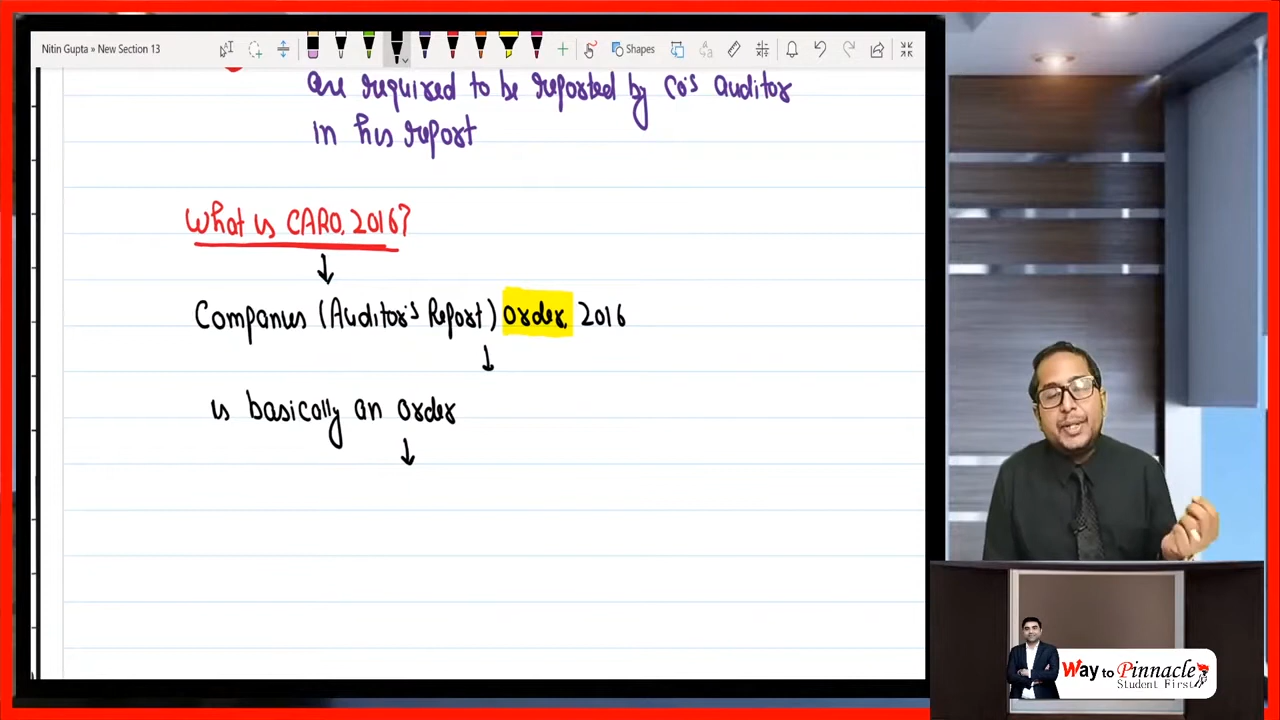 Nitin Gupta » New Section 13
Shapes
are required to be reported by Co's auditor
in his report
What is CARO, 2016?
Companies (Auditor's Report) Order, 2016
is basically an order
Way to Pinnacle
Student First